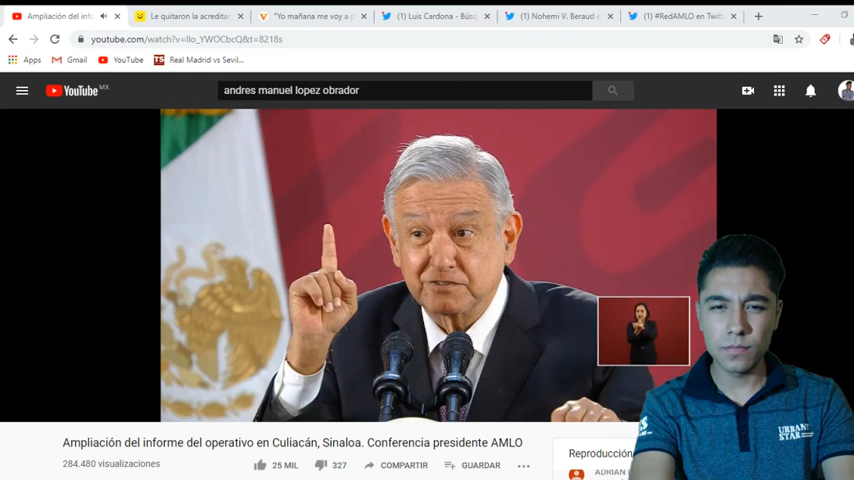 Ampliación del info
Le quitaron la acreditac
"Yo mañana me voy a p
(1) Luis Cardona - Búsq
(1) Nohemi V. Beraud e
(1) #RedAMLO en Twitt
youtube.com/watch?v=Ilo_YWOCbcQ&t=8218s
Apps
Gmail
YouTube
Real Madrid vs Sevil...
YouTube MX
andres manuel lopez obrador
URBAN
STAR
Ampliación del informe del operativo en Culiacán, Sinaloa. Conferencia presidente AMLO
284.480 visualizaciones
25 MIL
327
COMPARTIR
GUARDAR
Reproducción
ADRIAN